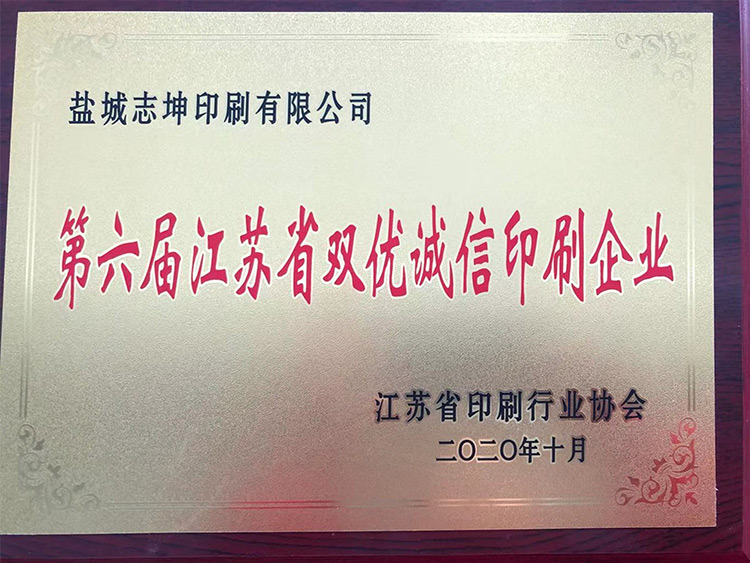 盐城志坤印刷有限公司
第六届江苏省双优诚信印刷企业
江苏省印刷行业协会
二〇二〇年十月